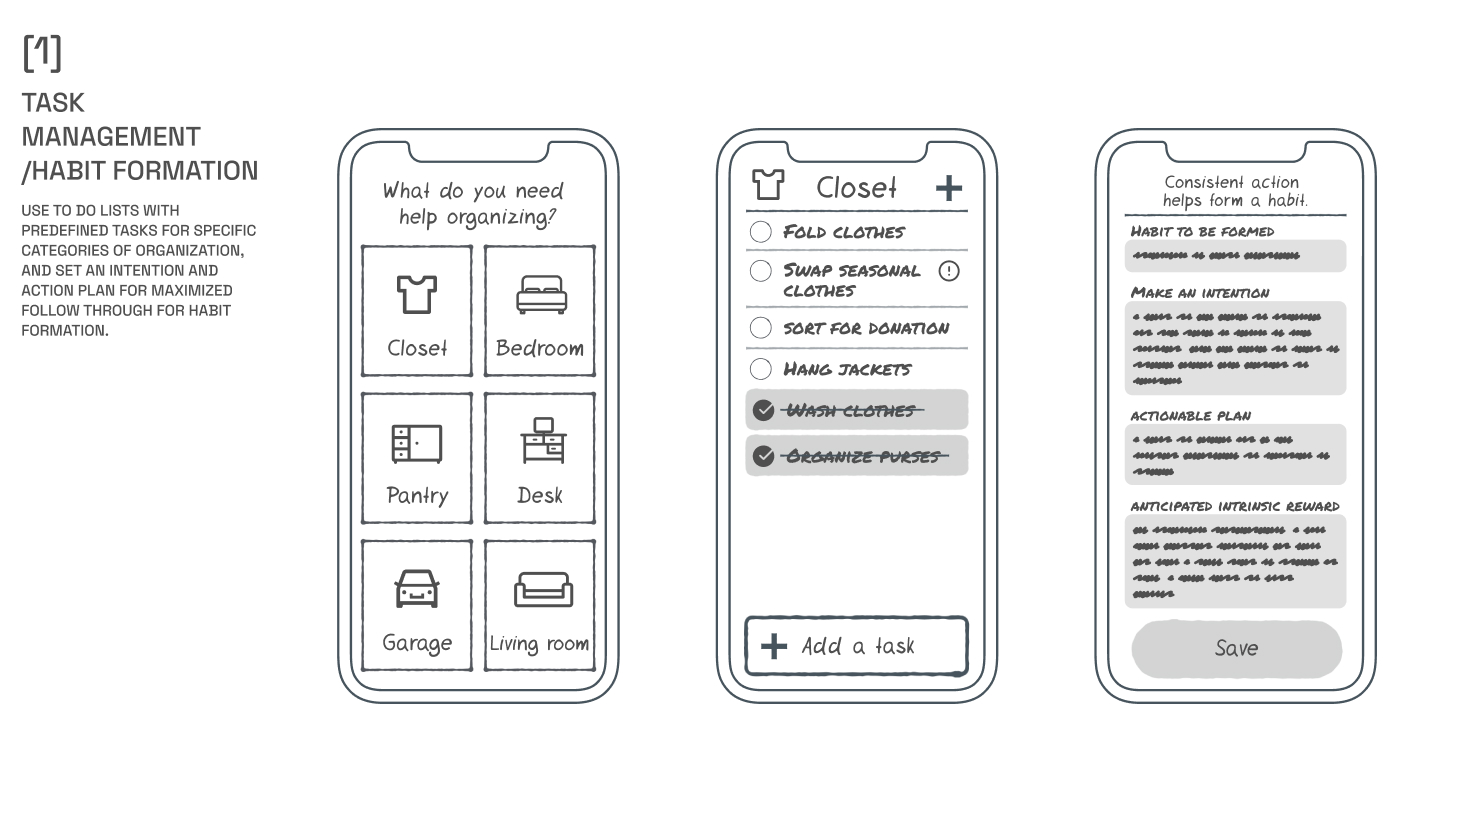 [1]
TASK
MANAGEMENT
/HABIT FORMATION
USE TO DO LISTS WITH
PREDEFINED TASKS FOR SPECIFIC
CATEGORIES OF ORGANIZATION,
AND SET AN INTENTION AND
ACTION PLAN FOR MAXIMIZED
FOLLOW THROUGH FOR HABIT
FORMATION.
What do you need
help organizing?
Closet
Bedroom
Pantry
Desk
Garage
Living room
Closet
FOLD CLOTHES
SWAP SEASONAL
CLOTHES
SORT FOR DONATION
HANG JACKETS
WASH CLOTHES
ORGANIZE PURSES
Add a task
Consistent action
helps form a habit.
HABIT TO BE FORMED
MAKE AN INTENTION
ACTIONABLE PLAN
ANTICIPATED INTRINSIC REWARD
Save